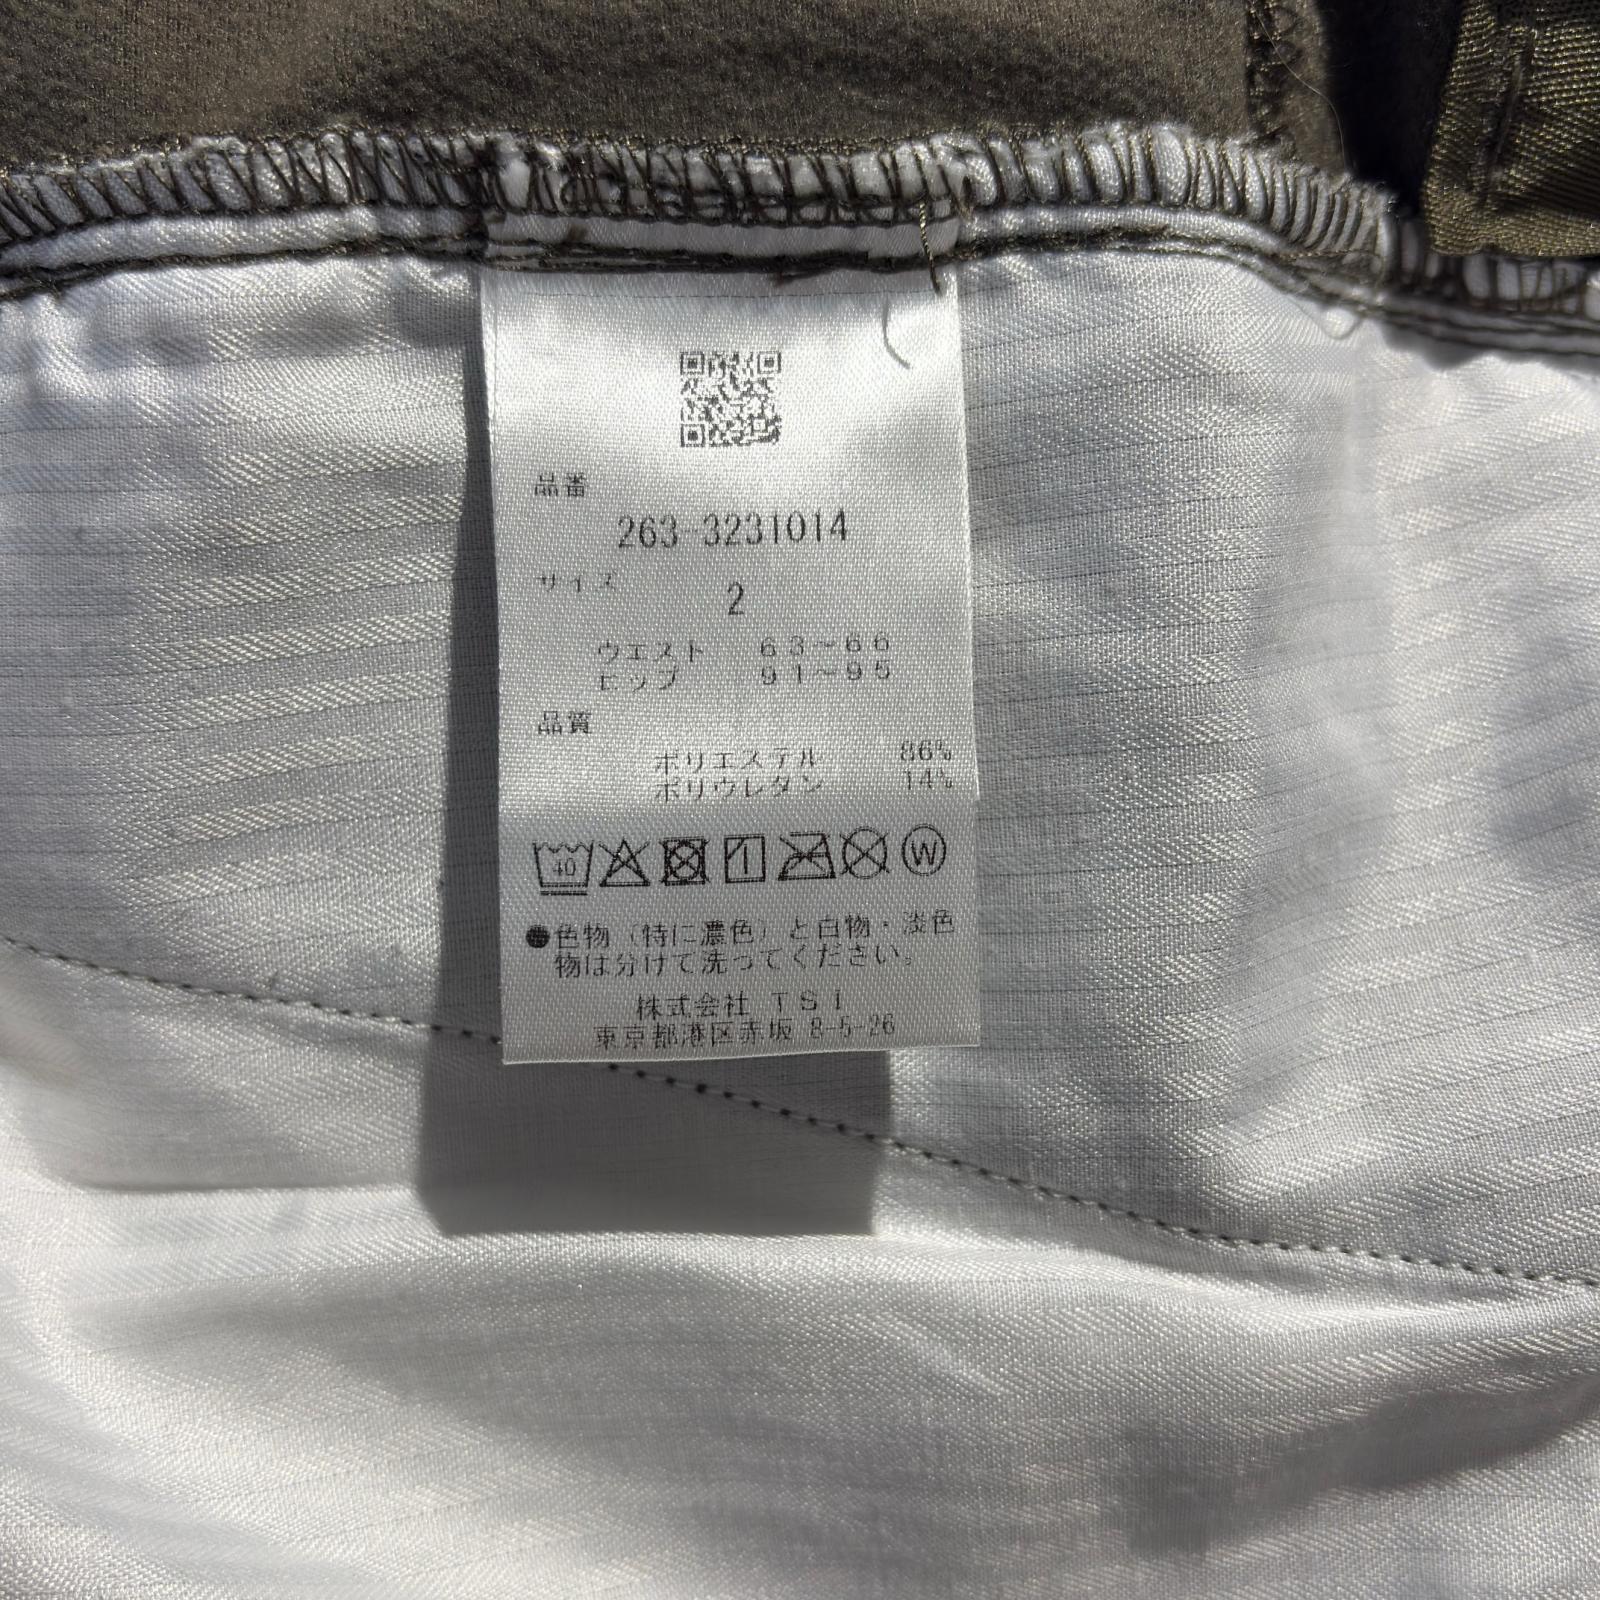 品番
263-3231014
サイズ
2
ウエスト 63～66
ヒップ 91～95
品質
ポリエステル 86%
ポリウレタン 14%
40
W
●色物（特に濃色）と白物・淡色
物は分けて洗ってください。
株式会社 TSI
東京都港区赤坂 8-5-26